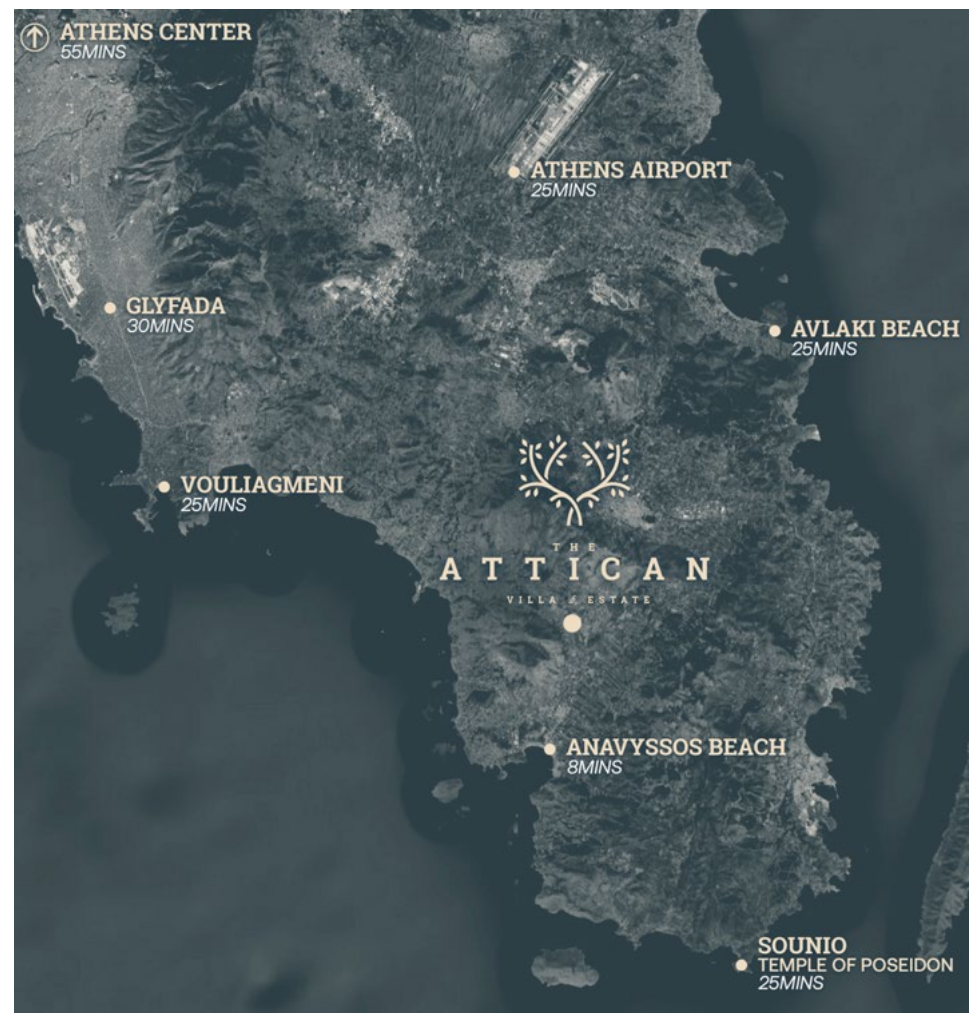 ATHENS CENTER
55MINS
ATHENS AIRPORT
25MINS
GLYFADA
30MINS
AVLAKI BEACH
25MINS
VOULIAGMENI
25MINS
THE
ATTICAN
VILLA & ESTATE
ANAVYSSOS BEACH
8MINS
SOUNIO
TEMPLE OF POSEIDON
25MINS